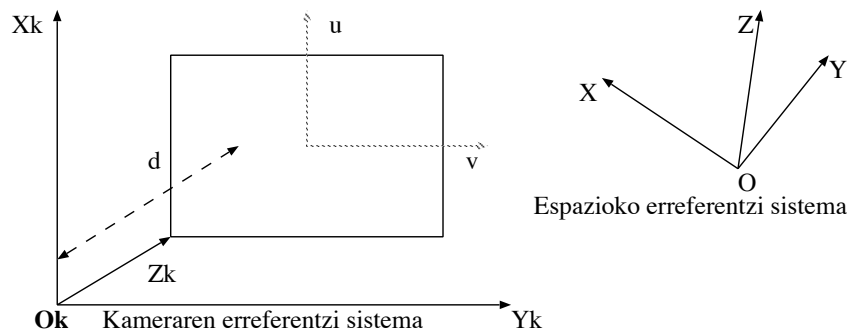 Xk
u
Z
Y
X
d
v
O
Espazioko erreferentzi sistema
Zk
Ok
Kameraren erreferentzi sistema
Yk